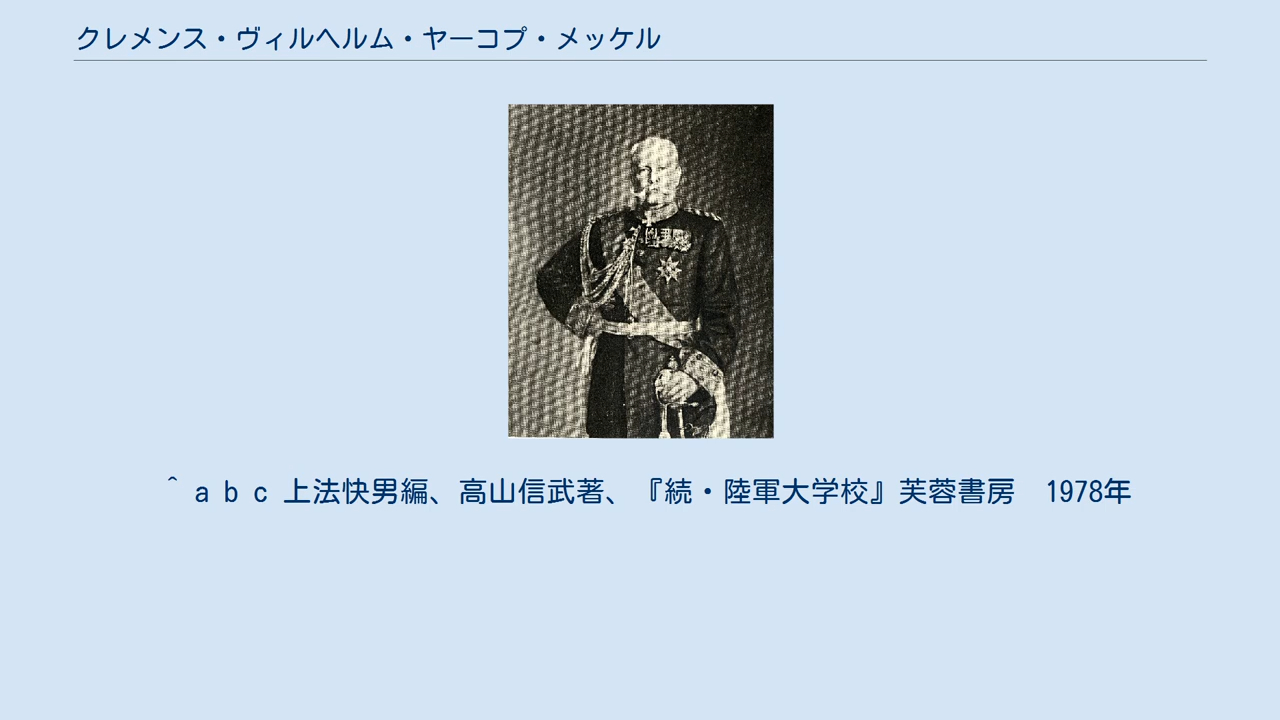 クレメンス・ヴィルヘルム・ヤーコプ・メッケル
^ a b c 上法快男編、高山信武著、『続・陸軍大学校』芙蓉書房　1978年